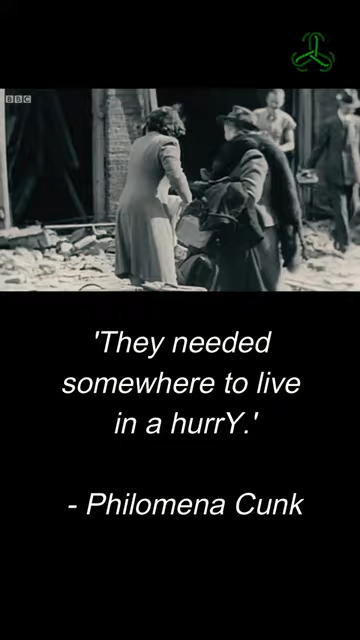 BBC
'They needed
somewhere to live
in a hurrY.'
- Philomena Cunk